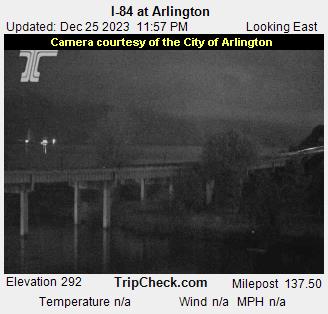 I-84 at Arlington
Updated: Dec 25 2023 11:57 PM Looking East
Camera courtesy of the City of Arlington
Elevation 292 TripCheck.com Milepost 137.50
Temperature n/a Wind n/a MPH n/a